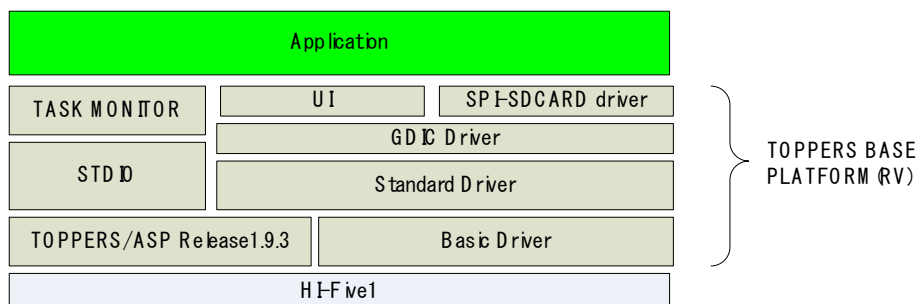 Application
TASK MONITOR
UI
SPI-SDCARD driver
GDIC Driver
STDIO
Standard Driver
TOPPERS BASE
PLATFORM(RV)
TOPPERS/ASP Release1.9.3
Basic Driver
HI-Five1